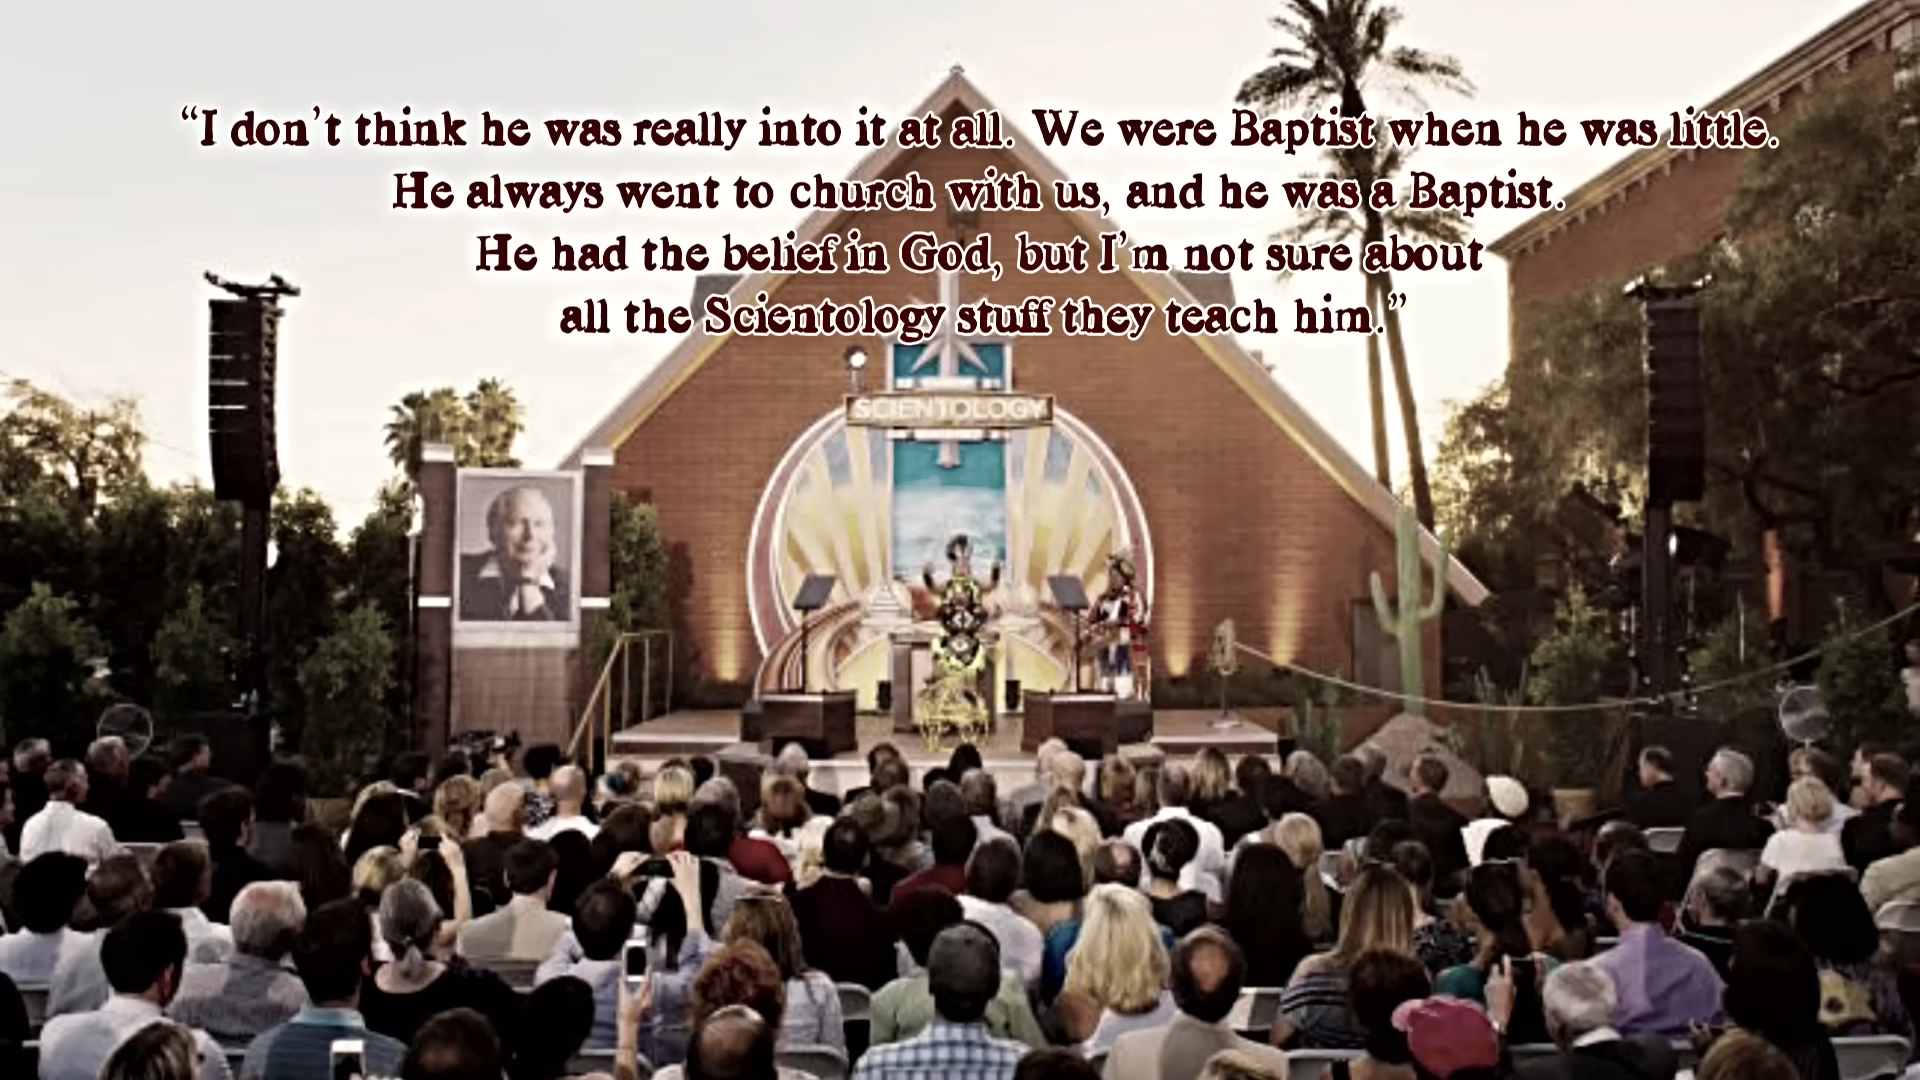 “I don’t think he was really into it at all. We were Baptist when he was little.
He always went to church with us, and he was a Baptist.
He had the belief in God, but I’m not sure about
all the Scientology stuff they teach him.”
SCIENTOLOGY